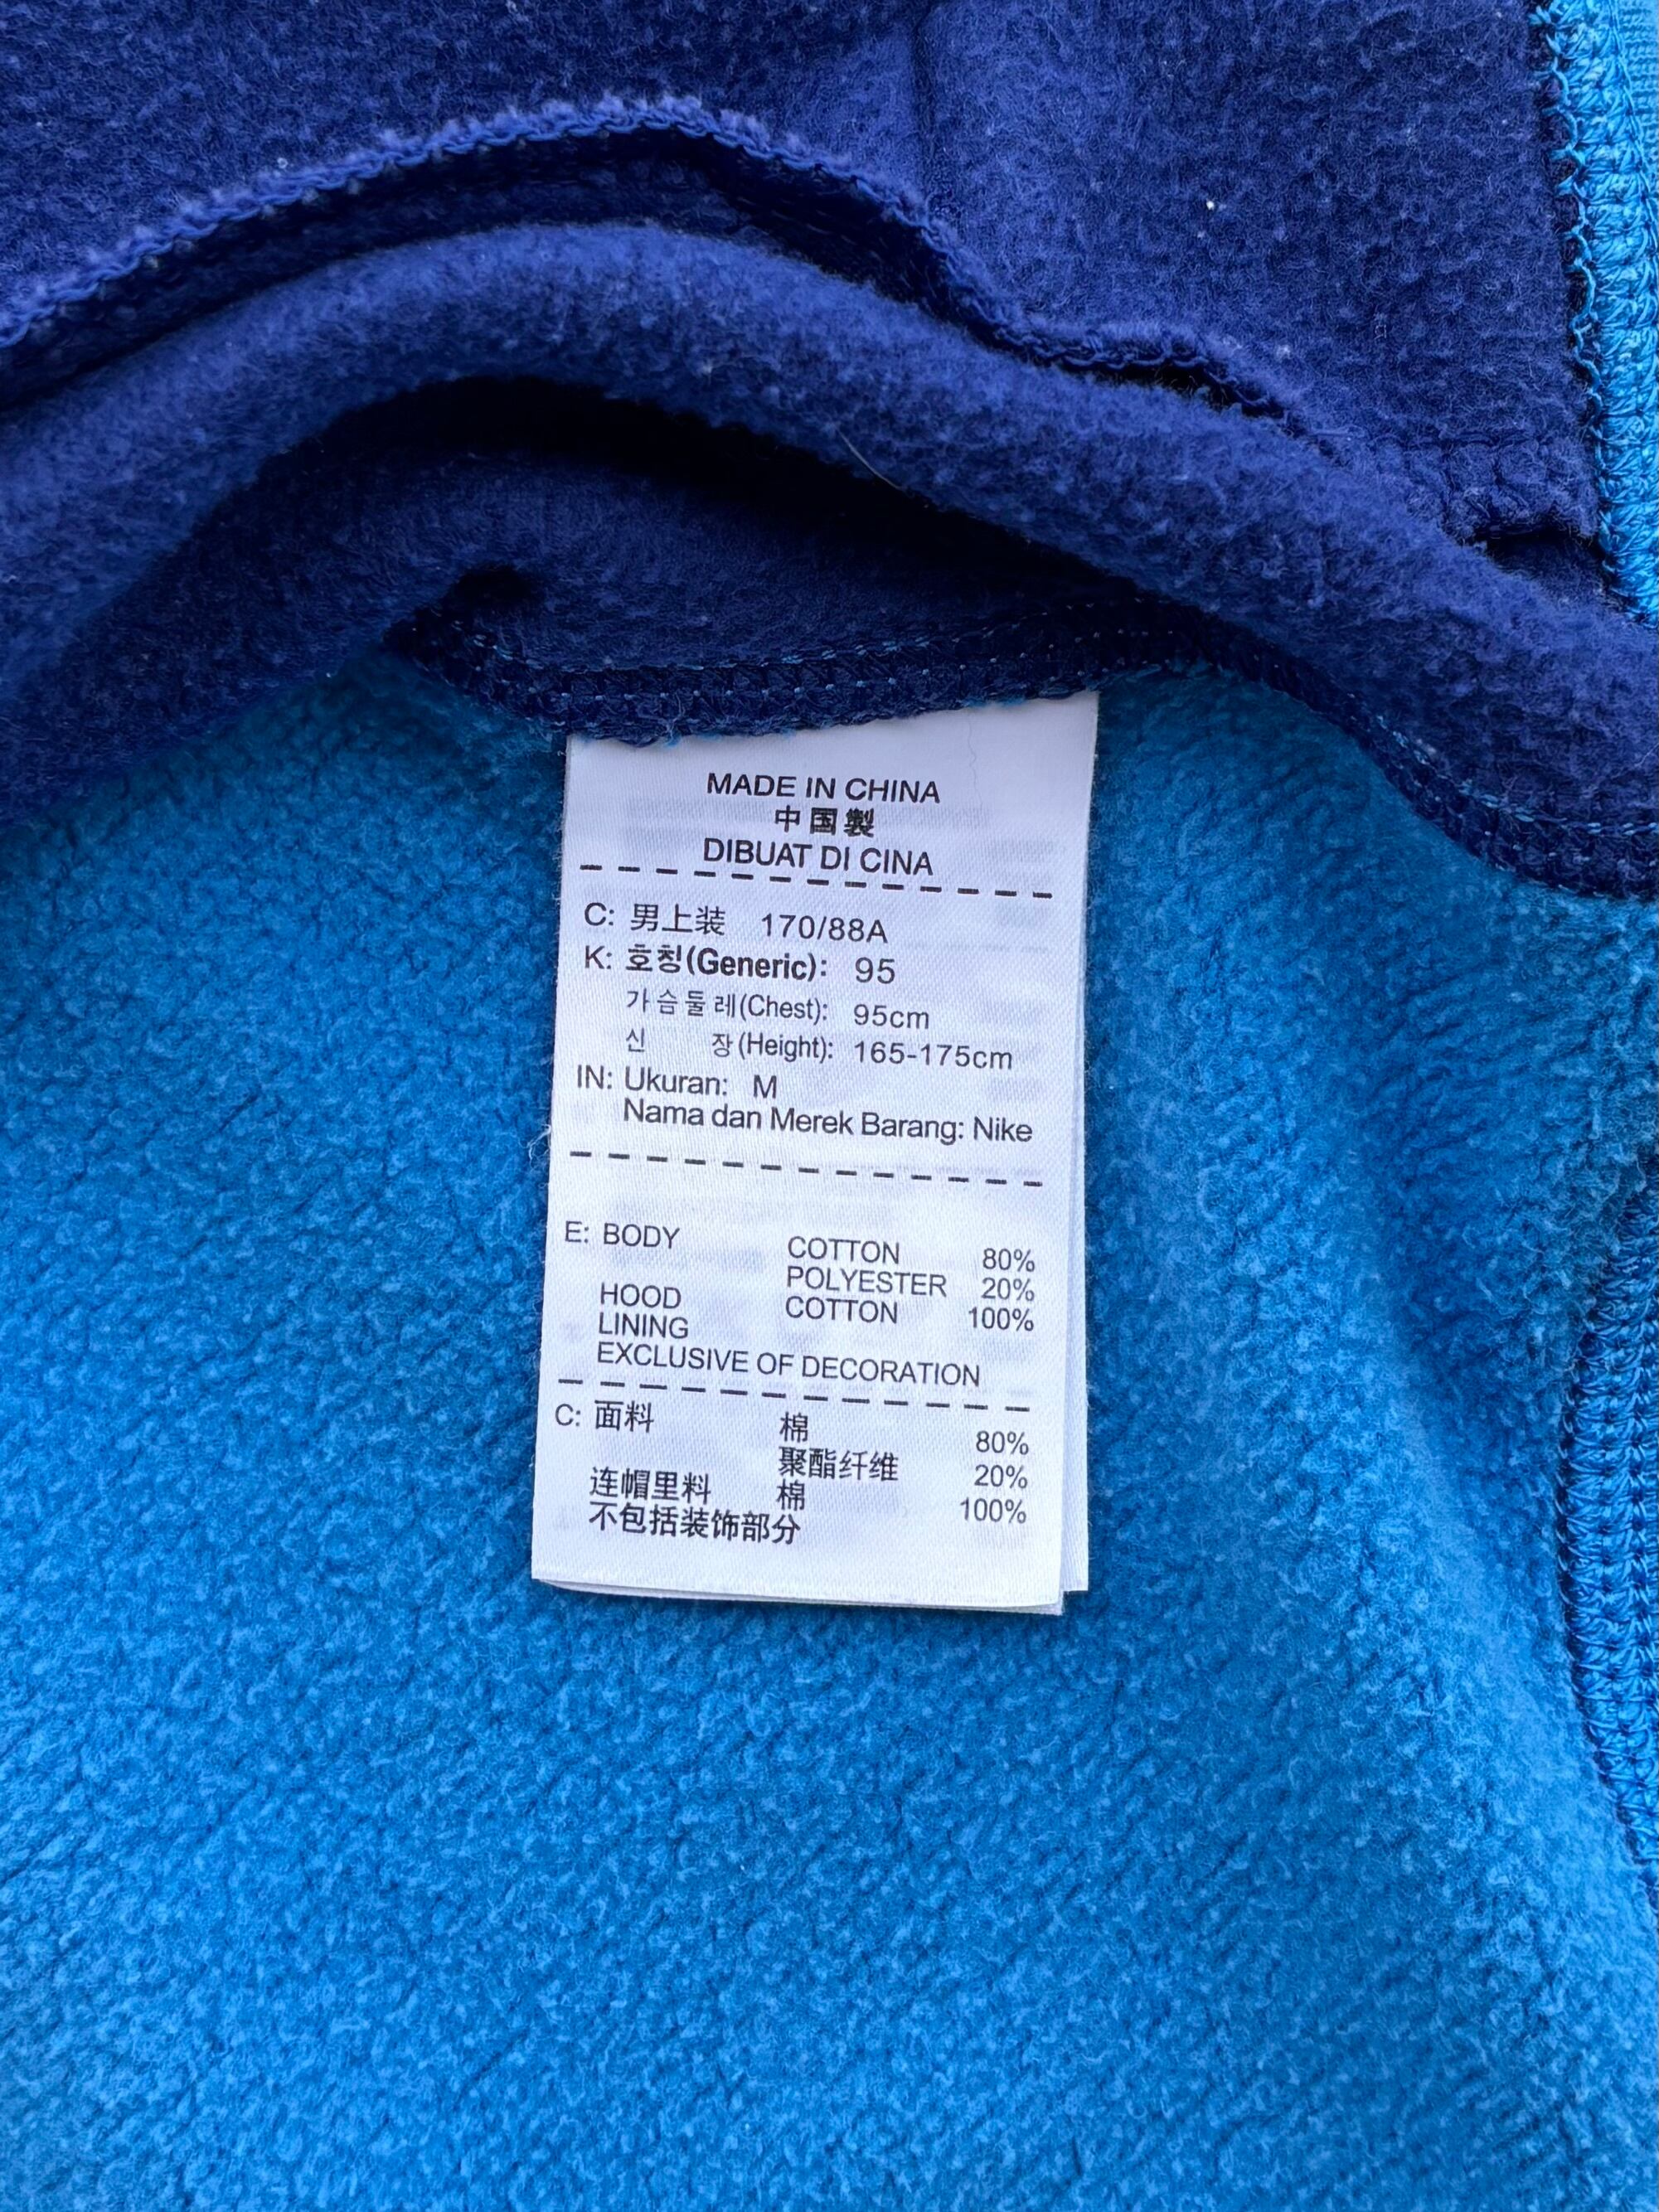 MADE IN CHINA
中国製
DIBUAT DI CINA
C: 男上装 170/88A
K: 호칭(Generic): 95
가슴둘레(Chest): 95cm
신 장(Height): 165-175cm
IN: Ukuran: M
Nama dan Merek Barang: Nike
E: BODY COTTON 80%
POLYESTER 20%
HOOD COTTON 100%
LINING
EXCLUSIVE OF DECORATION
C: 面料 棉 80%
聚酯纤维 20%
连帽里料 棉 100%
不包括装饰部分